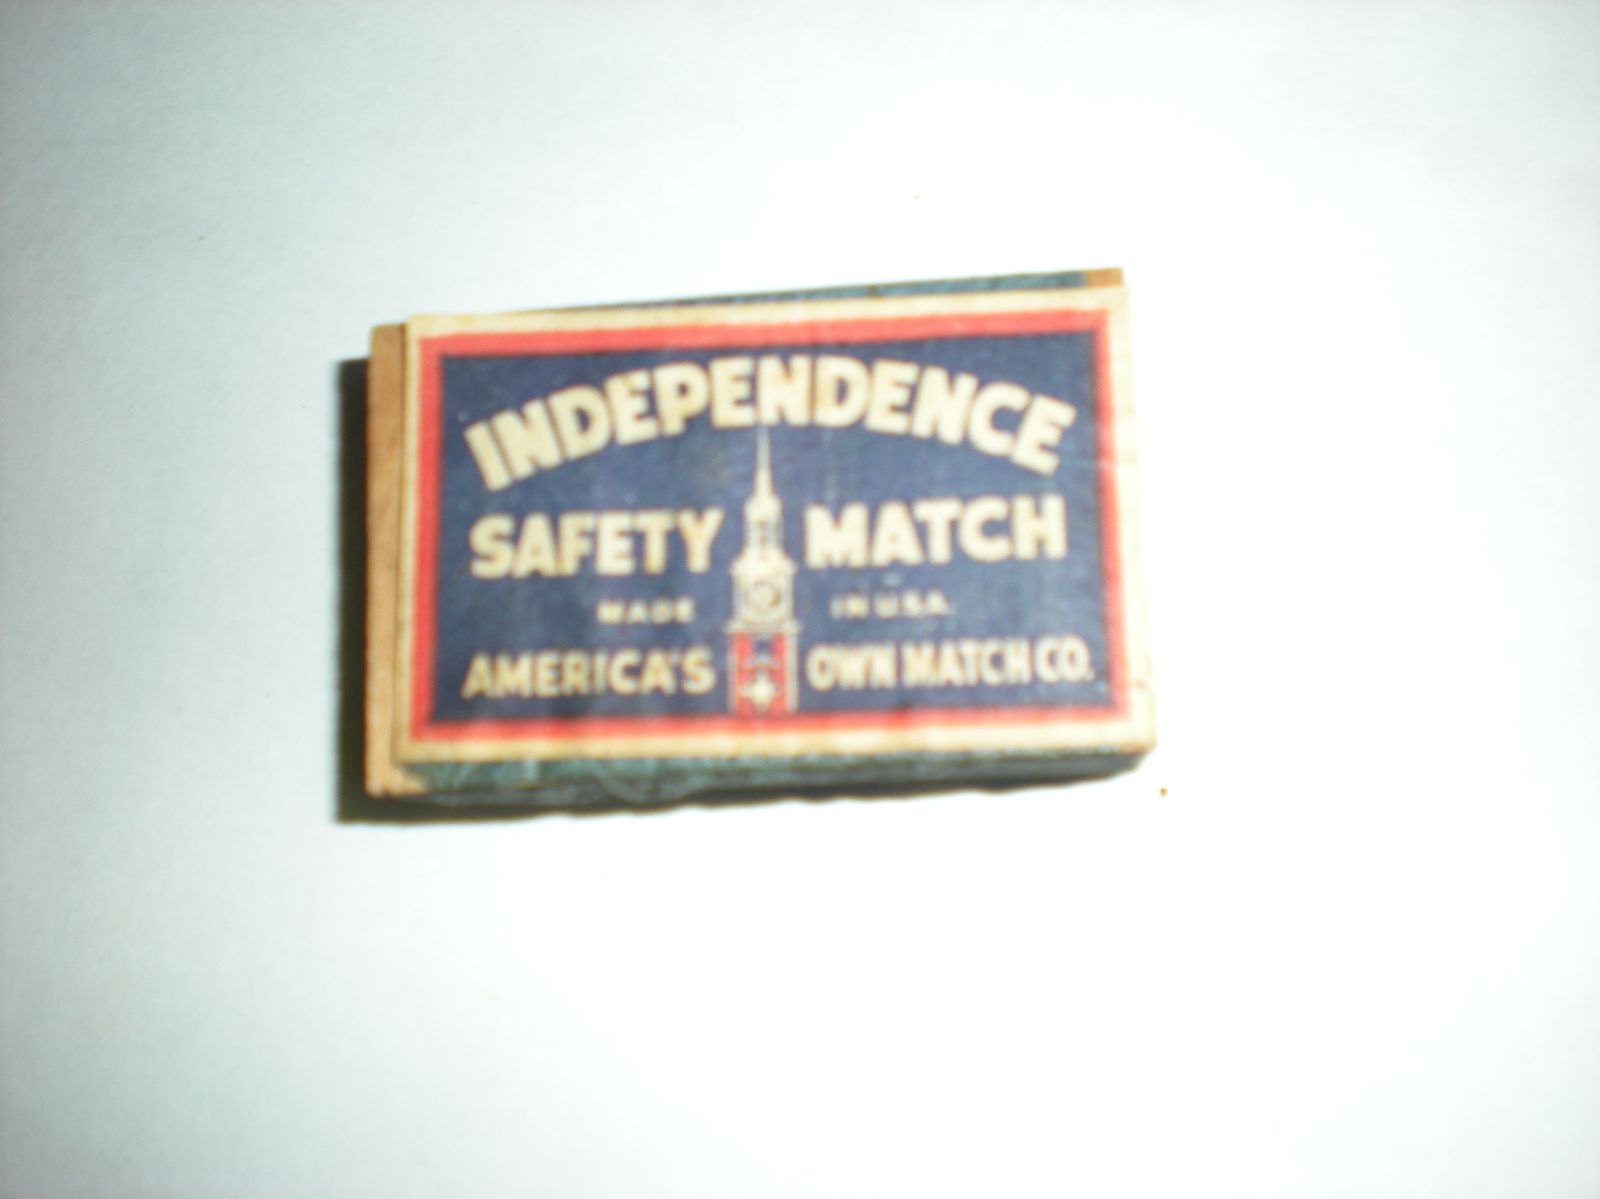 INDEPENDENCE
SAFETY MATCH
MADE IN U.S.A.
AMERICA'S OWN MATCH CO.